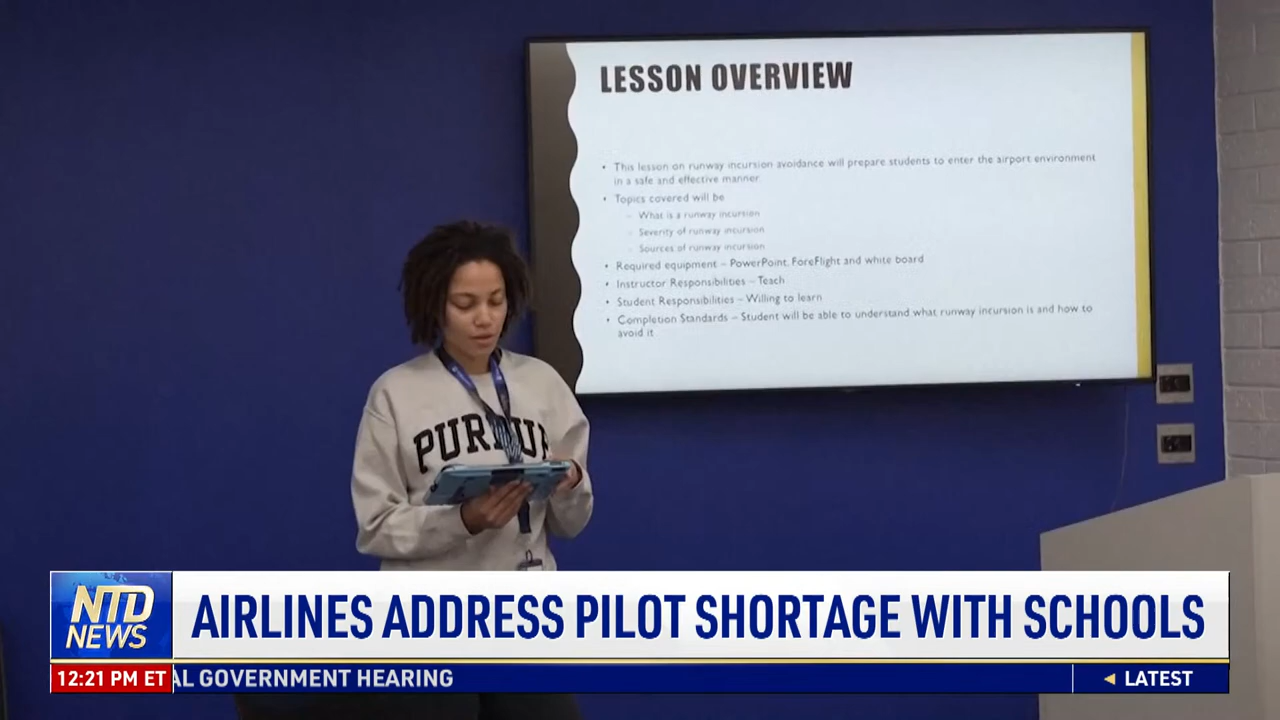 LESSON OVERVIEW
• This lesson on runway incursion avoidance will prepare students to enter the airport environment
in a safe and effective manner.
• Topics covered will be
– What is a runway incursion
– Severity of runway incursion
– Sources of runway incursion
• Required equipment – PowerPoint, ForeFlight and white board
• Instructor Responsibilities – Teach
• Student Responsibilities – Willing to learn
• Completion Standards – Student will be able to understand what runway incursion is and how to
avoid it
PURDUE
NTD
NEWS
AIRLINES ADDRESS PILOT SHORTAGE WITH SCHOOLS
12:21 PM ET
AL GOVERNMENT HEARING
LATEST